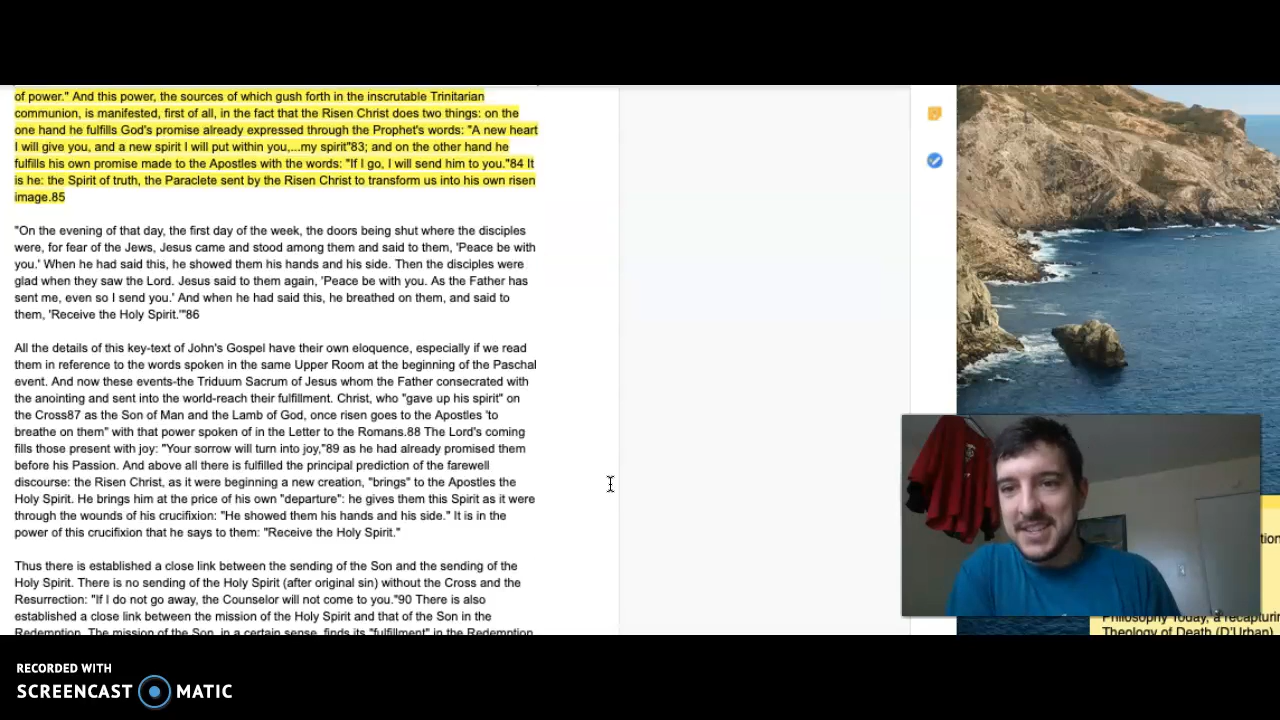 of power." And this power, the sources of which gush forth in the inscrutable Trinitarian
communion, is manifested, first of all, in the fact that the Risen Christ does two things: on the
one hand he fulfills God's promise already expressed through the Prophet's words: "A new heart
I will give you, and a new spirit I will put within you,...my spirit"83; and on the other hand he
fulfills his own promise made to the Apostles with the words: "If I go, I will send him to you."84 It
is he: the Spirit of truth, the Paraclete sent by the Risen Christ to transform us into his own risen
image.85
"On the evening of that day, the first day of the week, the doors being shut where the disciples
were, for fear of the Jews, Jesus came and stood among them and said to them, 'Peace be with
you.' When he had said this, he showed them his hands and his side. Then the disciples were
glad when they saw the Lord. Jesus said to them again, 'Peace be with you. As the Father has
sent me, even so I send you.' And when he had said this, he breathed on them, and said to
them, 'Receive the Holy Spirit.'"86
All the details of this key-text of John's Gospel have their own eloquence, especially if we read
them in reference to the words spoken in the same Upper Room at the beginning of the Paschal
event. And now these events-the Triduum Sacrum of Jesus whom the Father consecrated with
the anointing and sent into the world-reach their fulfillment. Christ, who "gave up his spirit" on
the Cross87 as the Son of Man and the Lamb of God, once risen goes to the Apostles 'to
breathe on them" with that power spoken of in the Letter to the Romans.88 The Lord's coming
fills those present with joy: "Your sorrow will turn into joy,"89 as he had already promised them
before his Passion. And above all there is fulfilled the principal prediction of the farewell
discourse: the Risen Christ, as it were beginning a new creation, "brings" to the Apostles the
Holy Spirit. He brings him at the price of his own "departure": he gives them this Spirit as it were
through the wounds of his crucifixion: "He showed them his hands and his side." It is in the
power of this crucifixion that he says to them: "Receive the Holy Spirit."
Thus there is established a close link between the sending of the Son and the sending of the
Holy Spirit. There is no sending of the Holy Spirit (after original sin) without the Cross and the
Resurrection: "If I do not go away, the Counselor will not come to you."90 There is also
established a close link between the mission of the Holy Spirit and that of the Son in the
Redemption. The mission of the Son, in a certain sense, finds its "fulfillment" in the Redemption
tion
Philosophy Today, a recapturi
Theology of Death (D'Urban)
RECORDED WITH
SCREENCAST MATIC